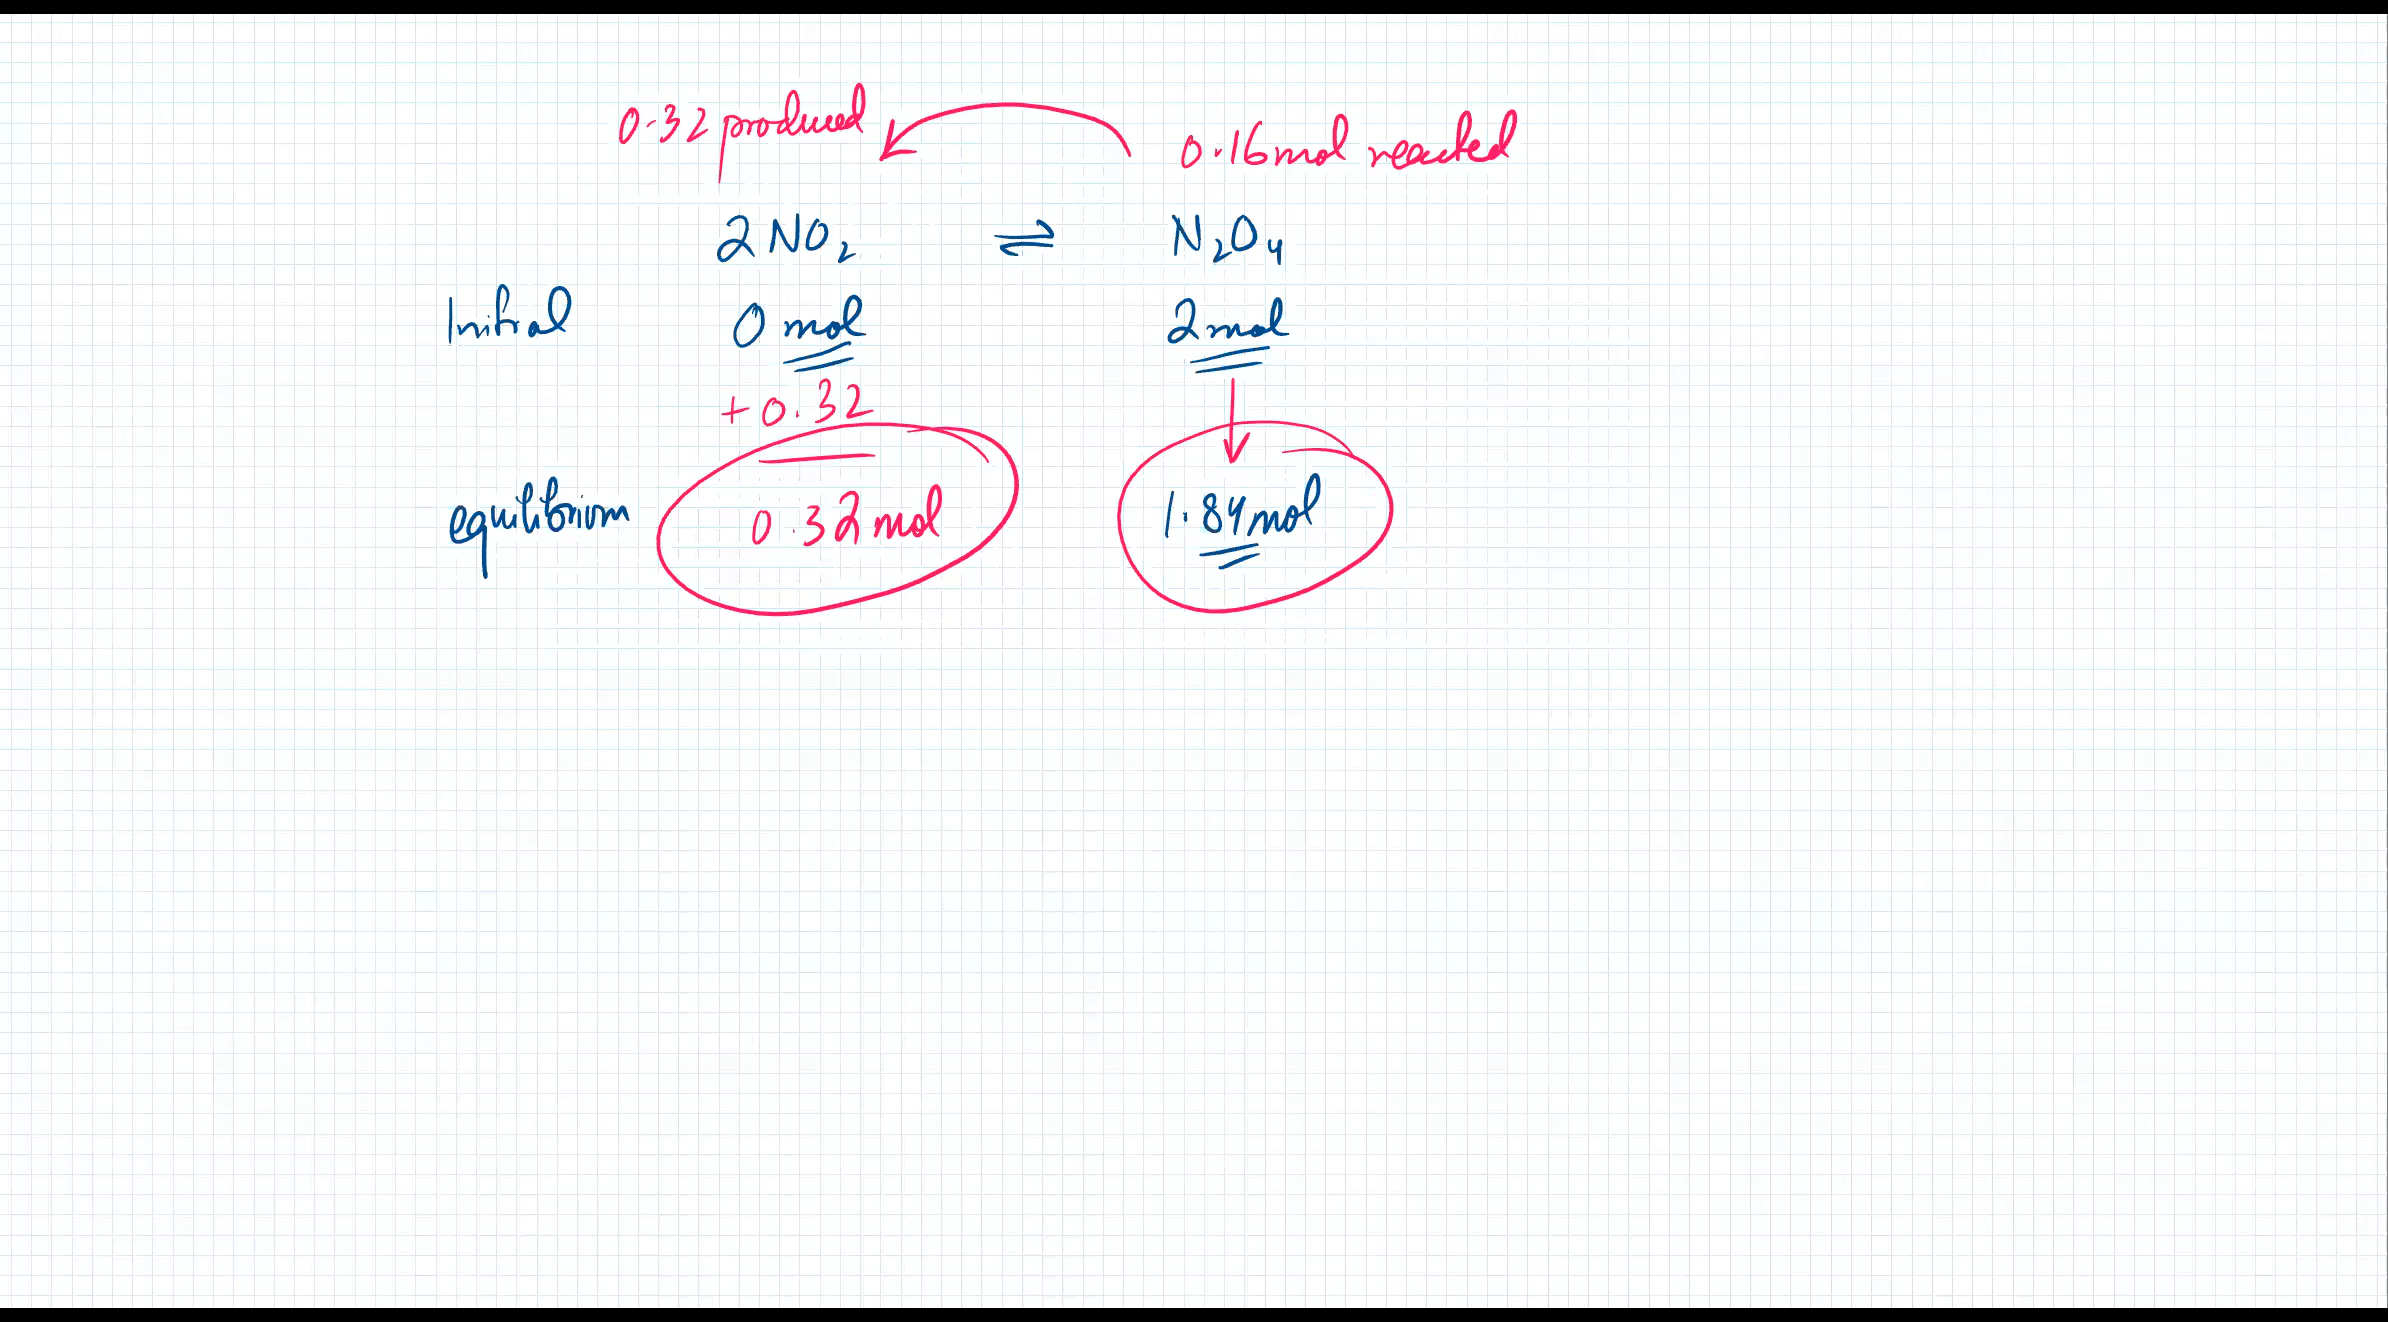 0.32 produced 0.16 mol reacted
2NO₂ ⇌ N₂O₄
Initial 0 mol 2 mol
+0.32
equilibrium 0.32 mol 1.84 mol